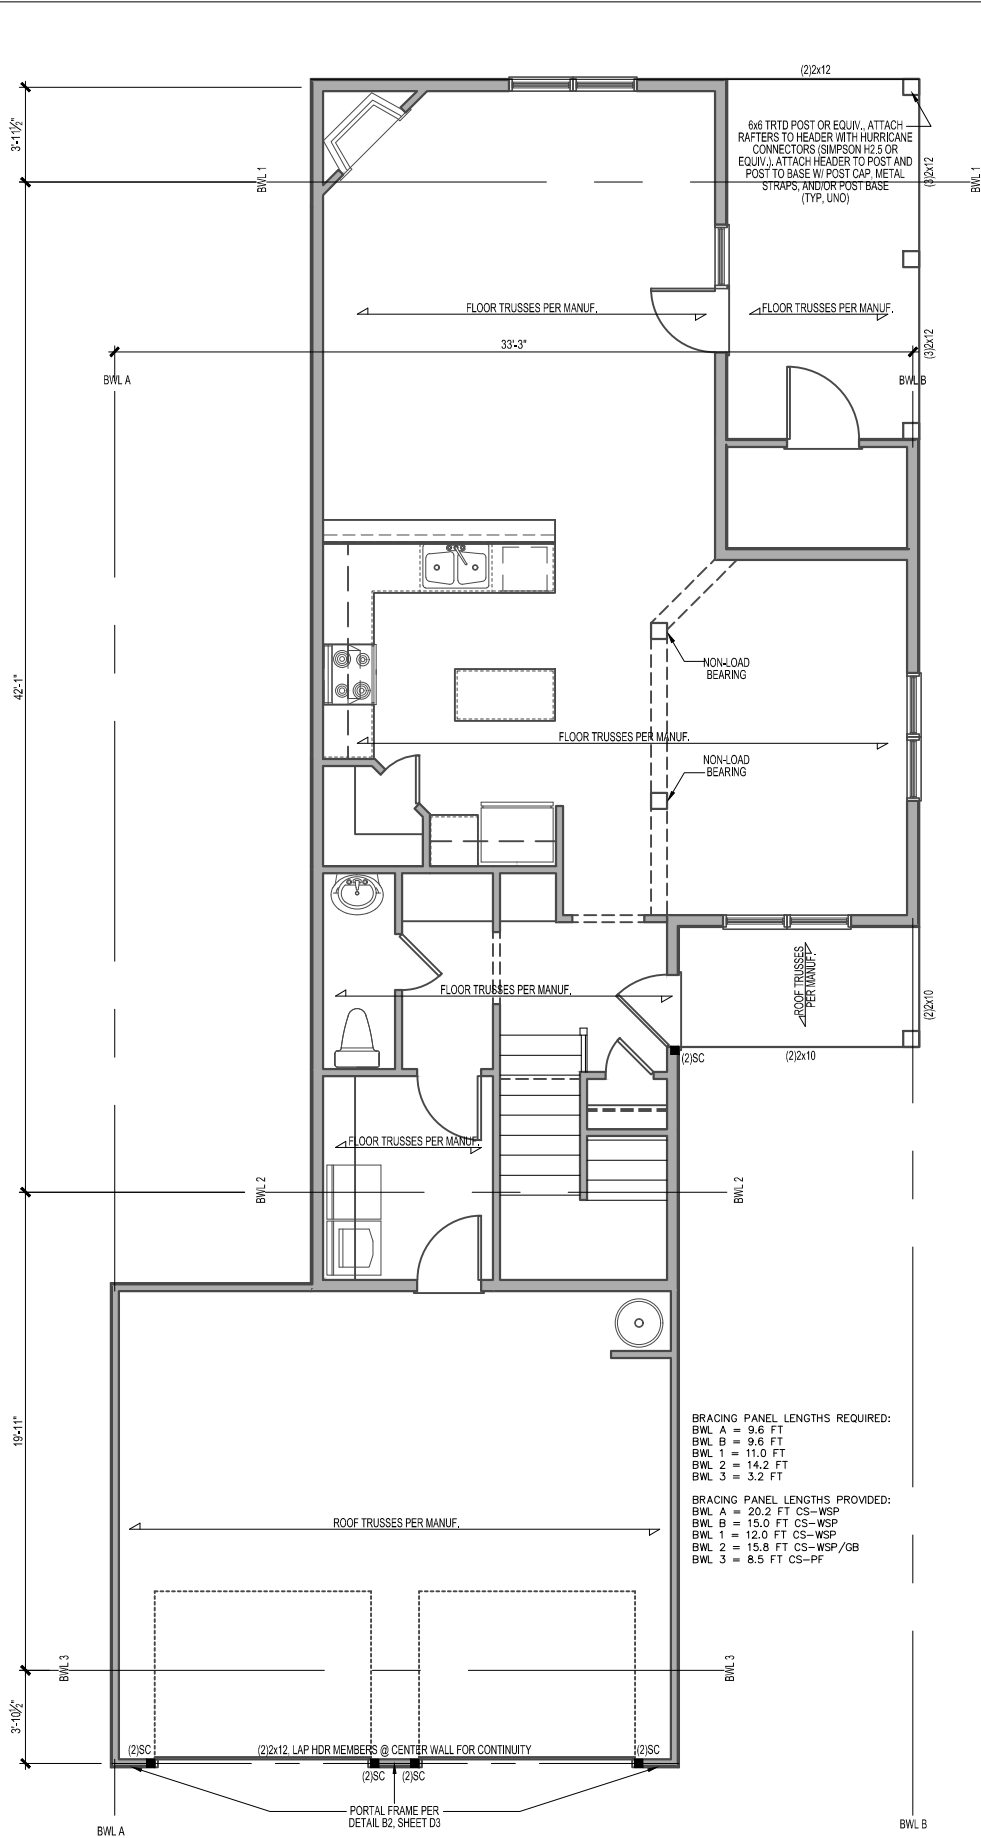 (2)2x12
3'-11½"
6x6 TRTD POST OR EQUIV., ATTACH
RAFTERS TO HEADER WITH HURRICANE
CONNECTORS (SIMPSON H2.5 OR
EQUIV.). ATTACH HEADER TO POST AND
POST TO BASE W/ POST CAP, METAL
STRAPS, AND/OR POST BASE
(TYP, UNO)
(3)2x12
BWL 1
BWL 1
FLOOR TRUSSES PER MANUF.
FLOOR TRUSSES PER MANUF.
(3)2x12
33'-3"
BWL A
BWL B
NON-LOAD
BEARING
42'-1"
FLOOR TRUSSES PER MANUF.
NON-LOAD
BEARING
ROOF TRUSSES
PER MANUF.
FLOOR TRUSSES PER MANUF.
(2)2x10
(2)SC
(2)2x10
FLOOR TRUSSES PER MANUF.
BWL 2
BWL 2
19'-11"
BRACING PANEL LENGTHS REQUIRED:
BWL A = 9.6 FT
BWL B = 9.6 FT
BWL 1 = 11.0 FT
BWL 2 = 14.2 FT
BWL 3 = 3.2 FT
BRACING PANEL LENGTHS PROVIDED:
BWL A = 20.2 FT CS-WSP
BWL B = 15.0 FT CS-WSP
BWL 1 = 12.0 FT CS-WSP
BWL 2 = 15.8 FT CS-WSP/GB
BWL 3 = 8.5 FT CS-PF
ROOF TRUSSES PER MANUF.
BWL 3
BWL 3
3'-10½"
(2)SC
(2)2x12, LAP HDR MEMBERS @ CENTER WALL FOR CONTINUITY
(2)SC
(2)SC
(2)SC
PORTAL FRAME PER
DETAIL B2, SHEET D3
BWL A
BWL B